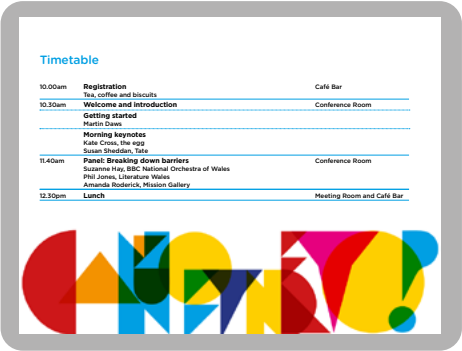 Timetable
10.00am Registration Café Bar
Tea, coffee and biscuits
10.30am Welcome and introduction Conference Room
Getting started
Martin Daws
Morning keynotes
Kate Cross, the egg
Susan Sheddan, Tate
11.40am Panel: Breaking down barriers Conference Room
Suzanne Hay, BBC National Orchestra of Wales
Phil Jones, Literature Wales
Amanda Roderick, Mission Gallery
12.30pm Lunch Meeting Room and Café Bar